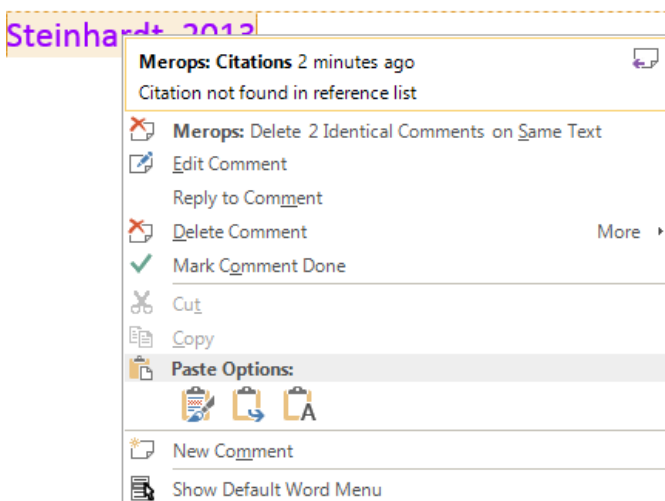 Steinhardt, 2013
Merops: Citations 2 minutes ago
Citation not found in reference list
Merops: Delete 2 Identical Comments on Same Text
Edit Comment
Reply to Comment
Delete Comment More
Mark Comment Done
Cut
Copy
Paste Options:
A
New Comment
Show Default Word Menu